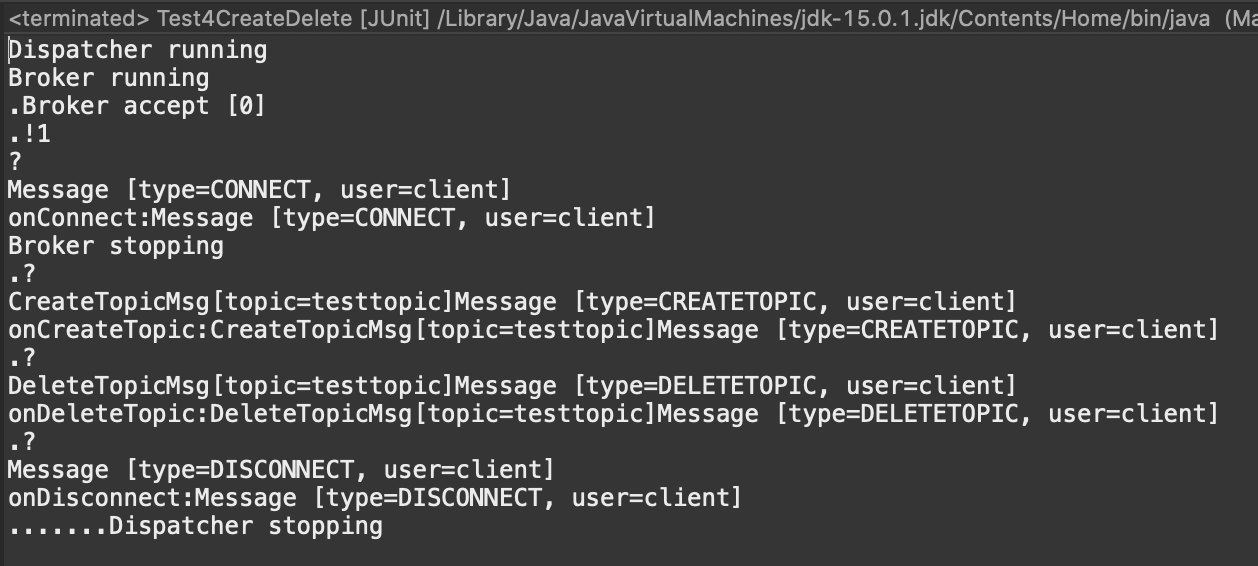 <terminated> Test4CreateDelete [JUnit] /Library/Java/JavaVirtualMachines/jdk-15.0.1.jdk/Contents/Home/bin/java (Ma
Dispatcher running
Broker running
.Broker accept [0]
.!1
?
Message [type=CONNECT, user=client]
onConnect:Message [type=CONNECT, user=client]
Broker stopping
.?
CreateTopicMsg[topic=testtopic]Message [type=CREATETOPIC, user=client]
onCreateTopic:CreateTopicMsg[topic=testtopic]Message [type=CREATETOPIC, user=client]
.?
DeleteTopicMsg[topic=testtopic]Message [type=DELETETOPIC, user=client]
onDeleteTopic:DeleteTopicMsg[topic=testtopic]Message [type=DELETETOPIC, user=client]
.?
Message [type=DISCONNECT, user=client]
onDisconnect:Message [type=DISCONNECT, user=client]
.......Dispatcher stopping